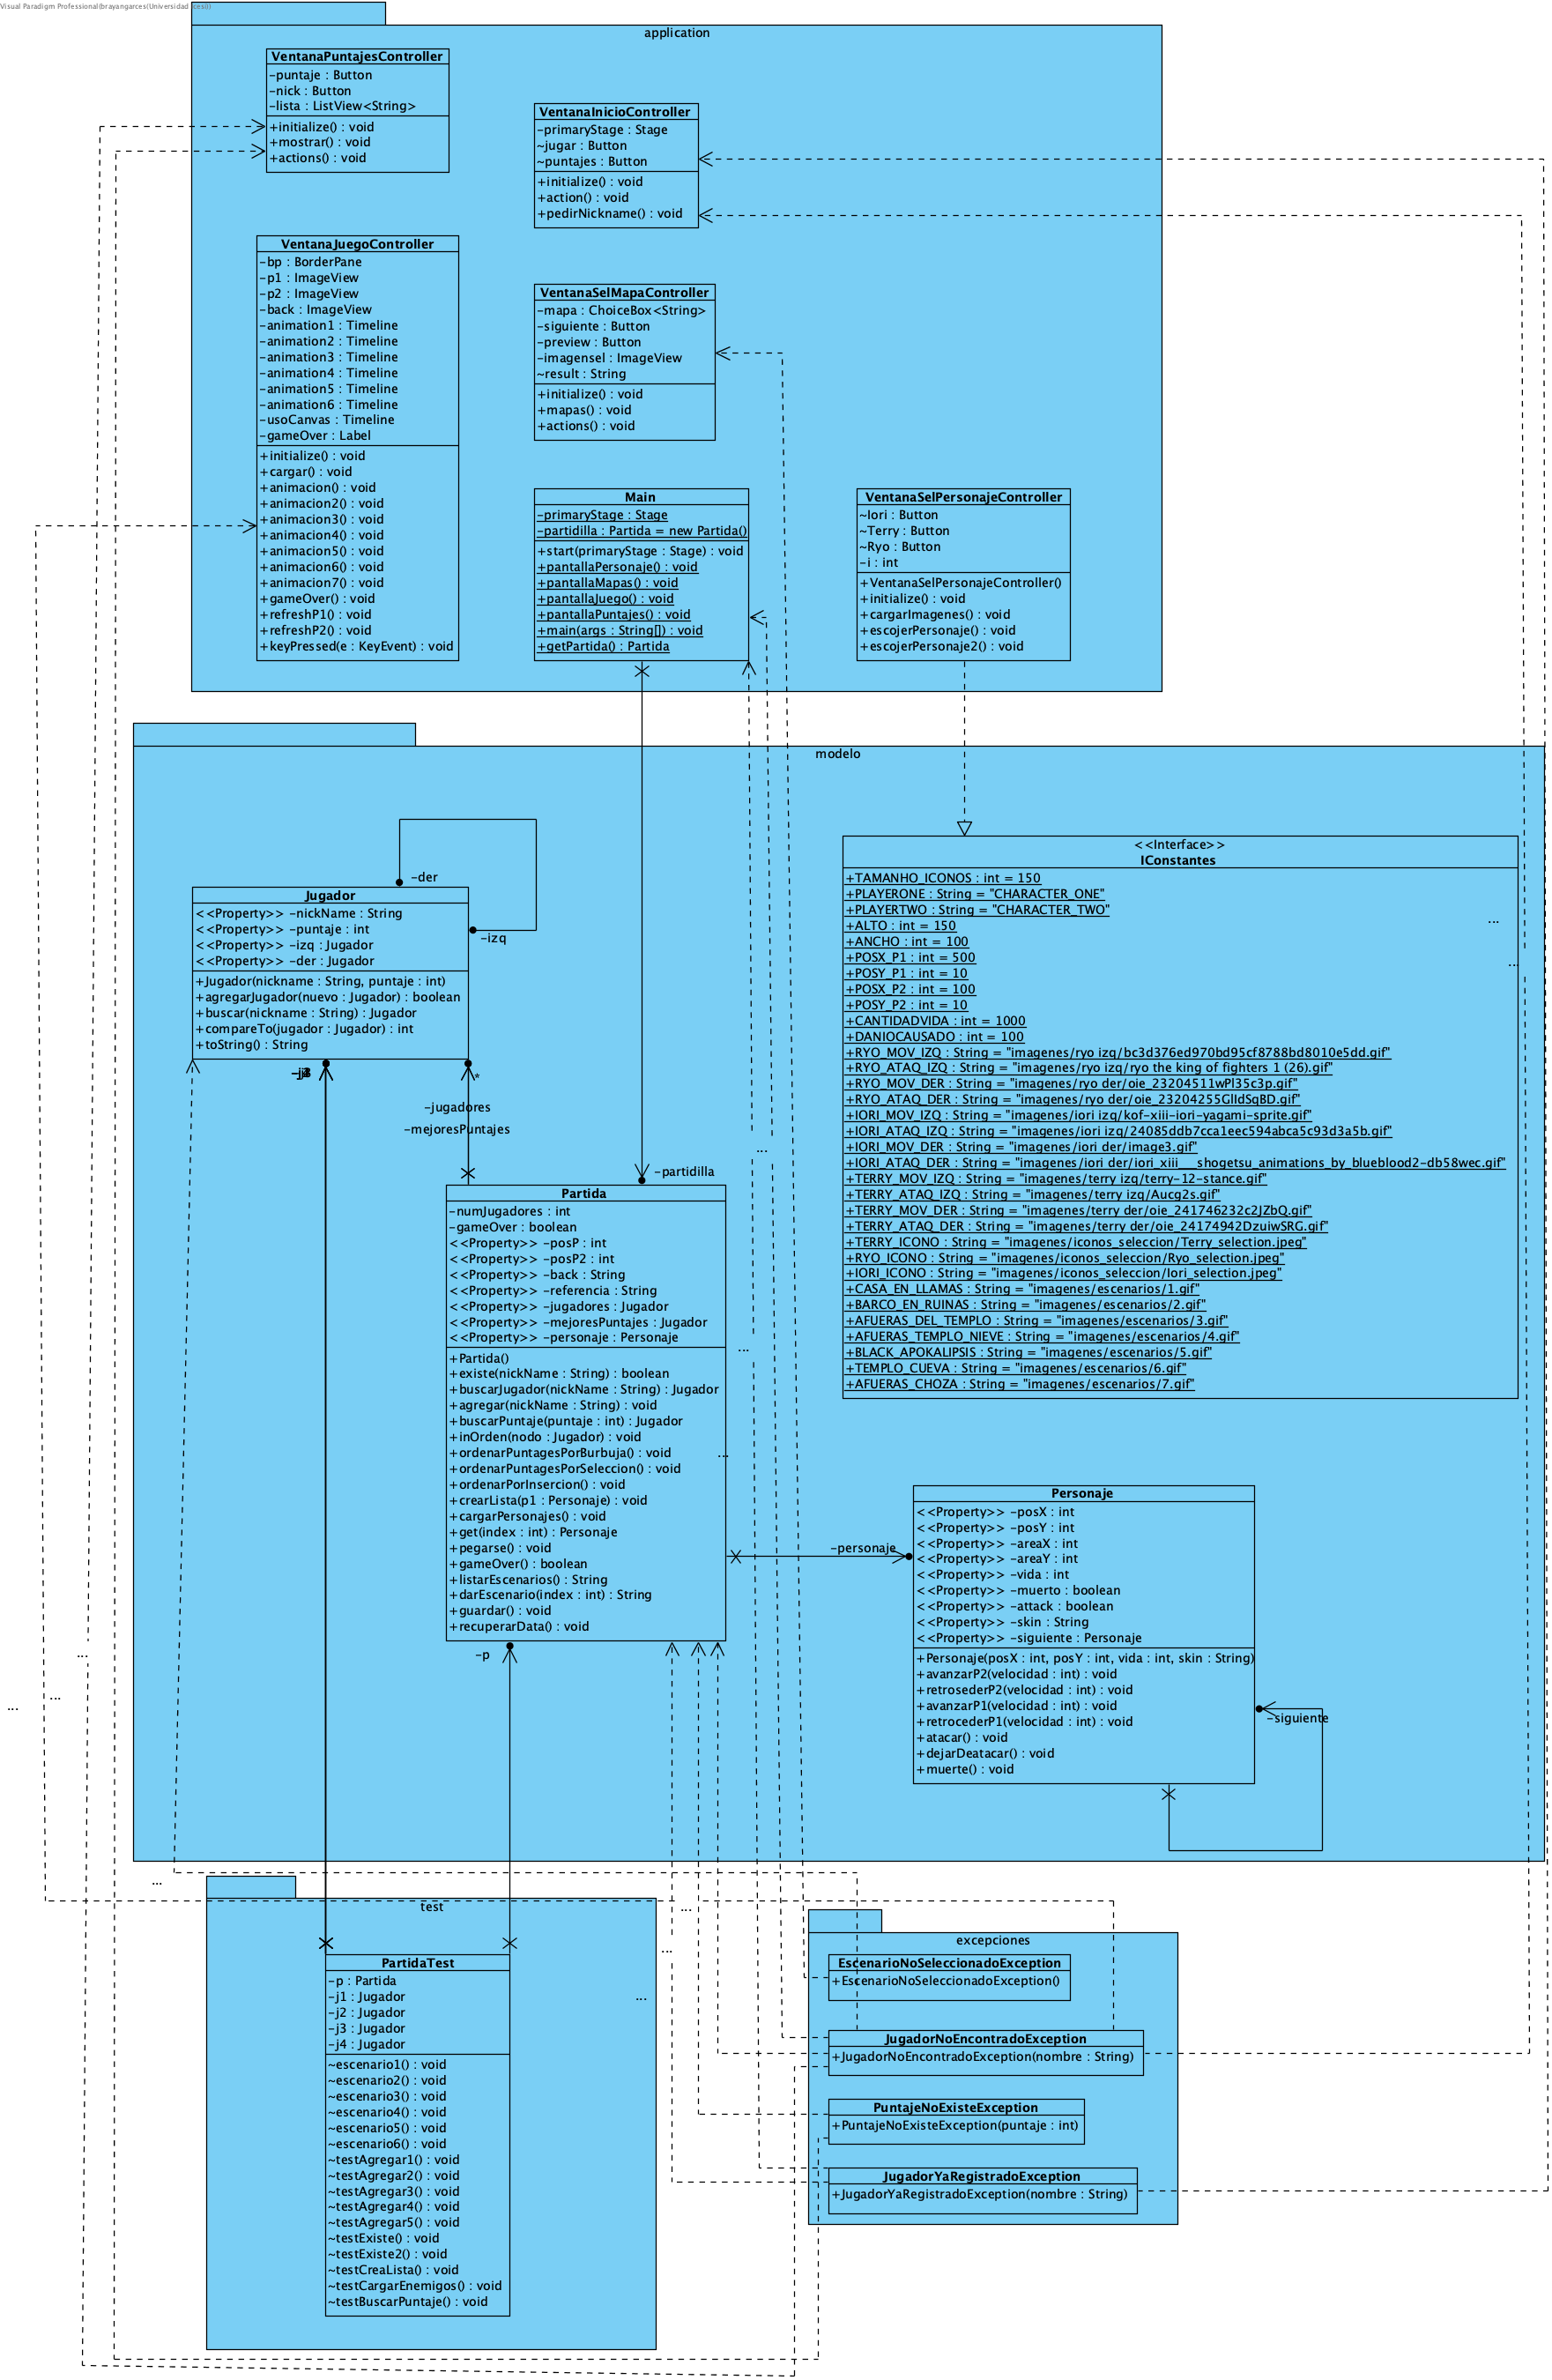 Visual Paradigm Professional(brayangarces(Universidad Icesi))
application
VentanaPuntajesController
-puntaje : Button
-nick : Button
-lista : ListView<String>
+initialize() : void
+mostrar() : void
+actions() : void
VentanaInicioController
-primaryStage : Stage
~jugar : Button
~puntajes : Button
+initialize() : void
+action() : void
+pedirNickname() : void
VentanaJuegoController
-bp : BorderPane
-p1 : ImageView
-p2 : ImageView
-back : ImageView
-animation1 : Timeline
-animation2 : Timeline
-animation3 : Timeline
-animation4 : Timeline
-animation5 : Timeline
-animation6 : Timeline
-usoCanvas : Timeline
-gameOver : Label
+initialize() : void
+cargar() : void
+animacion() : void
+animacion2() : void
+animacion3() : void
+animacion4() : void
+animacion5() : void
+animacion6() : void
+animacion7() : void
+gameOver() : void
+refreshP1() : void
+refreshP2() : void
+keyPressed(e : KeyEvent) : void
VentanaSelMapaController
-mapa : ChoiceBox<String>
-siguiente : Button
-preview : Button
-imagensel : ImageView
~result : String
+initialize() : void
+mapas() : void
+actions() : void
Main
-primaryStage : Stage
-partidilla : Partida = new Partida()
+start(primaryStage : Stage) : void
+pantallaPersonaje() : void
+pantallaMapas() : void
+pantallaJuego() : void
+pantallaPuntajes() : void
+main(args : String[]) : void
+getPartida() : Partida
VentanaSelPersonajeController
~Iori : Button
~Terry : Button
~Ryo : Button
-i : int
+VentanaSelPersonajeController()
+initialize() : void
+cargarImagenes() : void
+escojerPersonaje() : void
+escojerPersonaje2() : void
modelo
-der
-izq
Jugador
<<Property>> -nickName : String
<<Property>> -puntaje : int
<<Property>> -izq : Jugador
<<Property>> -der : Jugador
+Jugador(nickname : String, puntaje : int)
+agregarJugador(nuevo : Jugador) : boolean
+buscar(nickname : String) : Jugador
+compareTo(jugador : Jugador) : int
+toString() : String
*
-jugadores
-mejoresPuntajes
-partidilla
<<Interface>>
IConstantes
+TAMANHO_ICONOS : int = 150
+PLAYERONE : String = "CHARACTER_ONE"
+PLAYERTWO : String = "CHARACTER_TWO"
+ALTO : int = 150
+ANCHO : int = 100
+POSX_P1 : int = 500
+POSY_P1 : int = 10
+POSX_P2 : int = 100
+POSY_P2 : int = 10
+CANTIDADVIDA : int = 1000
+DANIOCAUSADO : int = 100
+RYO_MOV_IZQ : String = "imagenes/ryo izq/bc3d376ed970bd95cf8788bd8010e5dd.gif"
+RYO_ATAQ_IZQ : String = "imagenes/ryo izq/ryo the king of fighters 1 (26).gif"
+RYO_MOV_DER : String = "imagenes/ryo der/oie_23204511wPl35c3p.gif"
+RYO_ATAQ_DER : String = "imagenes/ryo der/oie_23204255GlIdSqBD.gif"
+IORI_MOV_IZQ : String = "imagenes/iori izq/kof-xiii-iori-yagami-sprite.gif"
+IORI_ATAQ_IZQ : String = "imagenes/iori izq/24085ddb7cca1eec594abca5c93d3a5b.gif"
+IORI_MOV_DER : String = "imagenes/iori der/image3.gif"
+IORI_ATAQ_DER : String = "imagenes/iori der/iori_xiii___shogetsu_animations_by_blueblood2-db58wec.gif"
+TERRY_MOV_IZQ : String = "imagenes/terry izq/terry-12-stance.gif"
+TERRY_ATAQ_IZQ : String = "imagenes/terry izq/Aucg2s.gif"
+TERRY_MOV_DER : String = "imagenes/terry der/oie_241746232c2JZbQ.gif"
+TERRY_ATAQ_DER : String = "imagenes/terry der/oie_24174942DzuiwSRG.gif"
+TERRY_ICONO : String = "imagenes/iconos_seleccion/Terry_selection.jpeg"
+RYO_ICONO : String = "imagenes/iconos_seleccion/Ryo_selection.jpeg"
+IORI_ICONO : String = "imagenes/iconos_seleccion/Iori_selection.jpeg"
+CASA_EN_LLAMAS : String = "imagenes/escenarios/1.gif"
+BARCO_EN_RUINAS : String = "imagenes/escenarios/2.gif"
+AFUERAS_DEL_TEMPLO : String = "imagenes/escenarios/3.gif"
+AFUERAS_TEMPLO_NIEVE : String = "imagenes/escenarios/4.gif"
+BLACK_APOKALIPSIS : String = "imagenes/escenarios/5.gif"
+TEMPLO_CUEVA : String = "imagenes/escenarios/6.gif"
+AFUERAS_CHOZA : String = "imagenes/escenarios/7.gif"
Partida
-numJugadores : int
-gameOver : boolean
<<Property>> -posP : int
<<Property>> -posP2 : int
<<Property>> -back : String
<<Property>> -referencia : String
<<Property>> -jugadores : Jugador
<<Property>> -mejoresPuntajes : Jugador
<<Property>> -personaje : Personaje
+Partida()
+existe(nickName : String) : boolean
+buscarJugador(nickName : String) : Jugador
+agregar(nickName : String) : void
+buscarPuntaje(puntaje : int) : Jugador
+inOrden(nodo : Jugador) : void
+ordenarPuntagesPorBurbuja() : void
+ordenarPuntagesPorSeleccion() : void
+ordenarPorInsercion() : void
+crearLista(p1 : Personaje) : void
+cargarPersonajes() : void
+get(index : int) : Personaje
+pegarse() : void
+gameOver() : boolean
+listarEscenarios() : String
+darEscenario(index : int) : String
+guardar() : void
+recuperarData() : void
-p
-personaje
Personaje
<<Property>> -posX : int
<<Property>> -posY : int
<<Property>> -areaX : int
<<Property>> -areaY : int
<<Property>> -vida : int
<<Property>> -muerto : boolean
<<Property>> -attack : boolean
<<Property>> -skin : String
<<Property>> -siguiente : Personaje
+Personaje(posX : int, posY : int, vida : int, skin : String)
+avanzarP2(velocidad : int) : void
+retrosederP2(velocidad : int) : void
+avanzarP1(velocidad : int) : void
+retrocederP1(velocidad : int) : void
+atacar() : void
+dejarDeatacar() : void
+muerte() : void
-siguiente
test
PartidaTest
-p : Partida
-j1 : Jugador
-j2 : Jugador
-j3 : Jugador
-j4 : Jugador
~escenario1() : void
~escenario2() : void
~escenario3() : void
~escenario4() : void
~escenario5() : void
~escenario6() : void
~testAgregar1() : void
~testAgregar2() : void
~testAgregar3() : void
~testAgregar4() : void
~testAgregar5() : void
~testExiste() : void
~testExiste2() : void
~testCreaLista() : void
~testCargarEnemigos() : void
~testBuscarPuntaje() : void
excepciones
EscenarioNoSeleccionadoException
+EscenarioNoSeleccionadoException()
JugadorNoEncontradoException
+JugadorNoEncontradoException(nombre : String)
PuntajeNoExisteException
+PuntajeNoExisteException(puntaje : int)
JugadorYaRegistradoException
+JugadorYaRegistradoException(nombre : String)